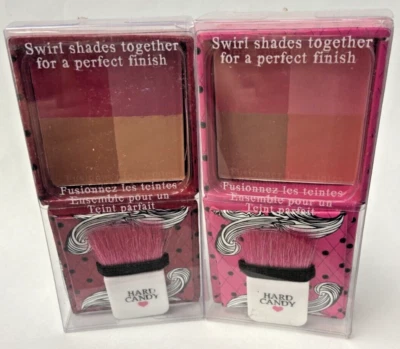 Swirl shades together
for a perfect finish
Fusionnez les teintes
Ensemble pour un
Teint parfait
HARD
CANDY
Swirl shades together
for a perfect finish
Fusionnez les teintes
Ensemble pour un
Teint parfait
HARD
CANDY